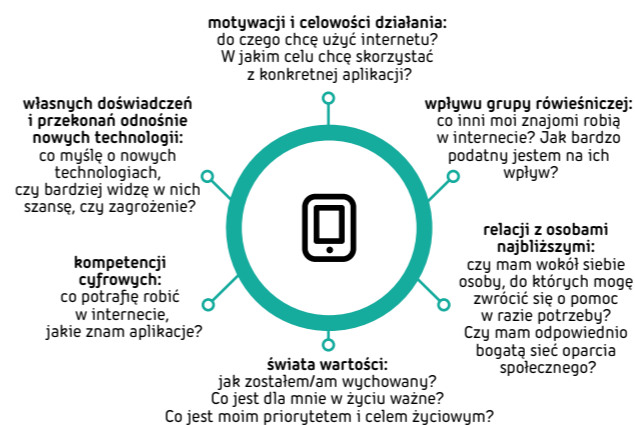 motywacji i celowości działania:
do czego chcę użyć internetu?
W jakim celu chcę skorzystać
z konkretnej aplikacji?
wpływu grupy rówieśniczej:
co inni moi znajomi robią
w internecie? Jak bardzo
podatny jestem na ich
wpływ?
relacji z osobami
najbliższymi:
czy mam wokół siebie
osoby, do których mogę
zwrócić się o pomoc
w razie potrzeby?
Czy mam odpowiednio
bogatą sieć oparcia
społecznego?
świata wartości:
jak zostałem/am wychowany?
Co jest dla mnie w życiu ważne?
Co jest moim priorytetem i celem życiowym?
kompetencji
cyfrowych:
co potrafię robić
w internecie,
jakie znam aplikacje?
własnych doświadczeń
i przekonań odnośnie
nowych technologii:
co myślę o nowych
technologiach,
czy bardziej widzę w nich
szansę, czy zagrożenie?